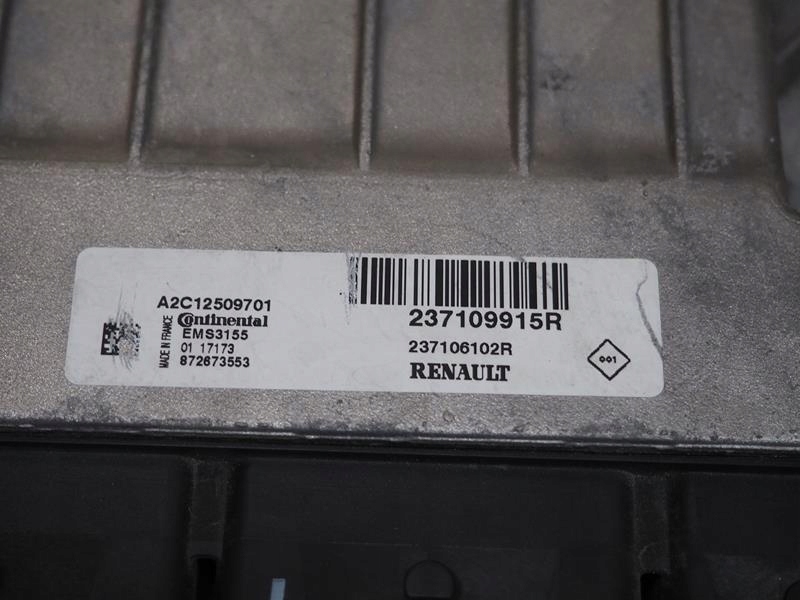 A2C12509701
Continental
EMS3155
01 17173
872673553
MADE IN FRANCE
237109915R
237106102R
RENAULT
001